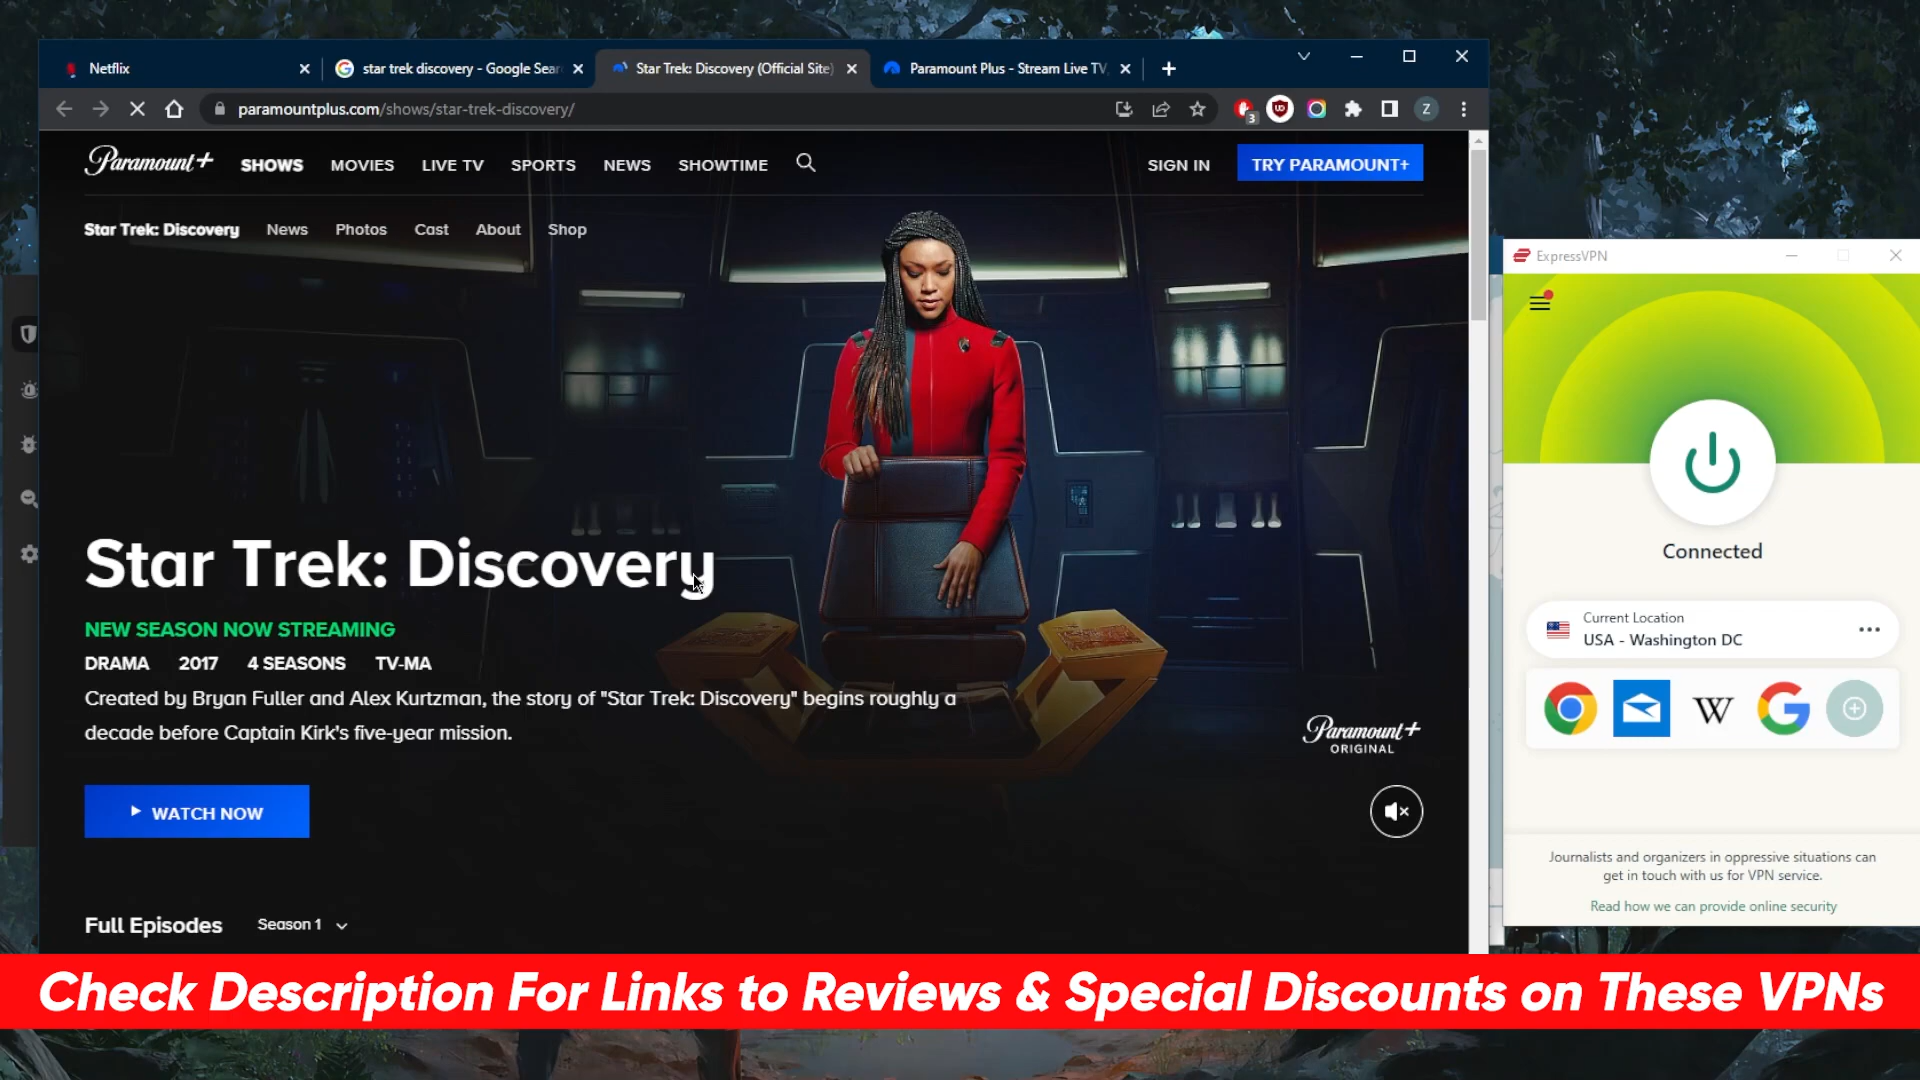 Netflix
star trek discovery - Google Sear
Star Trek: Discovery (Official Site)
Paramount Plus - Stream Live TV,
paramountplus.com/shows/star-trek-discovery/
3
UD
Z
Paramount+
SHOWS
MOVIES
LIVE TV
SPORTS
NEWS
SHOWTIME
SIGN IN
TRY PARAMOUNT+
Star Trek: Discovery
News
Photos
Cast
About
Shop
Star Trek: Discovery
NEW SEASON NOW STREAMING
DRAMA 2017 4 SEASONS TV-MA
Created by Bryan Fuller and Alex Kurtzman, the story of "Star Trek: Discovery" begins roughly a
decade before Captain Kirk's five-year mission.
Paramount+
ORIGINAL
WATCH NOW
Full Episodes
Season 1
ExpressVPN
Connected
Current Location
USA - Washington DC
W
G
Journalists and organizers in oppressive situations can
get in touch with us for VPN service.
Read how we can provide online security
Check Description For Links to Reviews & Special Discounts on These VPNs